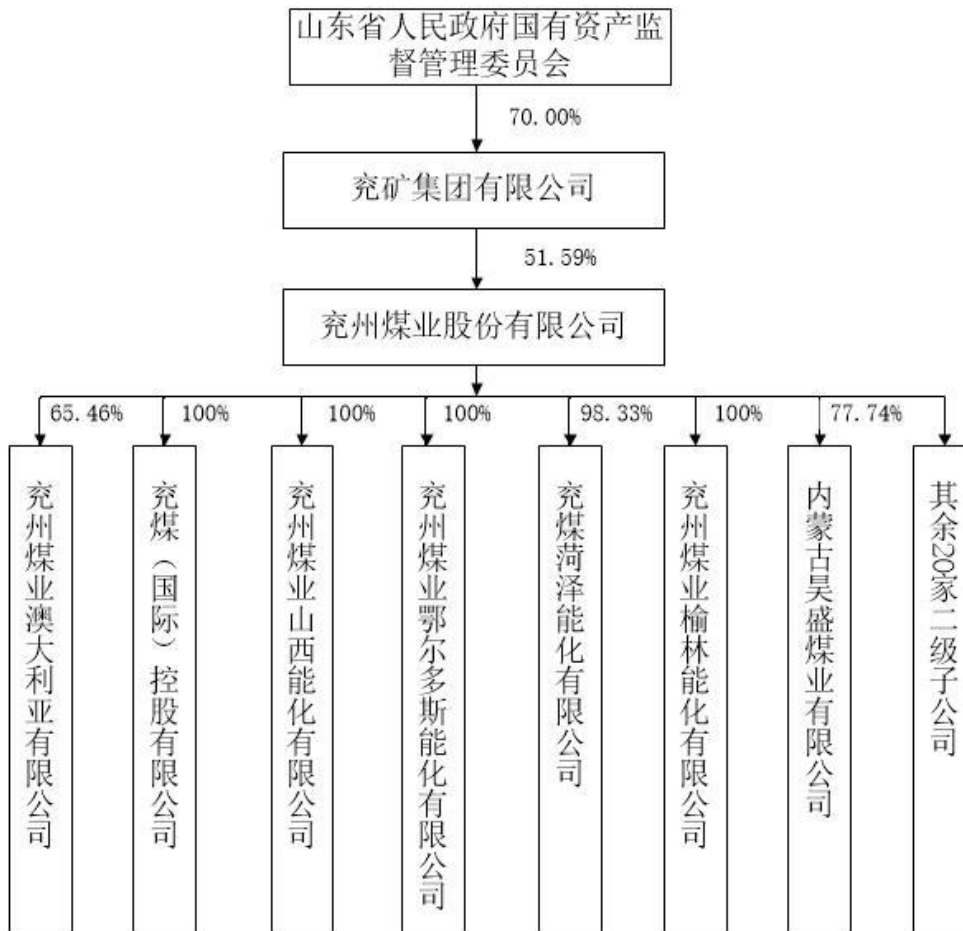 山东省人民政府国有资产监
督管理委员会
70.00%
兖矿集团有限公司
51.59%
兖州煤业股份有限公司
65.46%
100%
100%
100%
98.33%
100%
77.74%
兖州煤业澳大利亚有限公司
兖煤（国际）控股有限公司
兖州煤业山西能化有限公司
兖州煤业鄂尔多斯能化有限公司
兖煤菏泽能化有限公司
兖州煤业榆林能化有限公司
内蒙古昊盛煤业有限公司
其余20家二级子公司